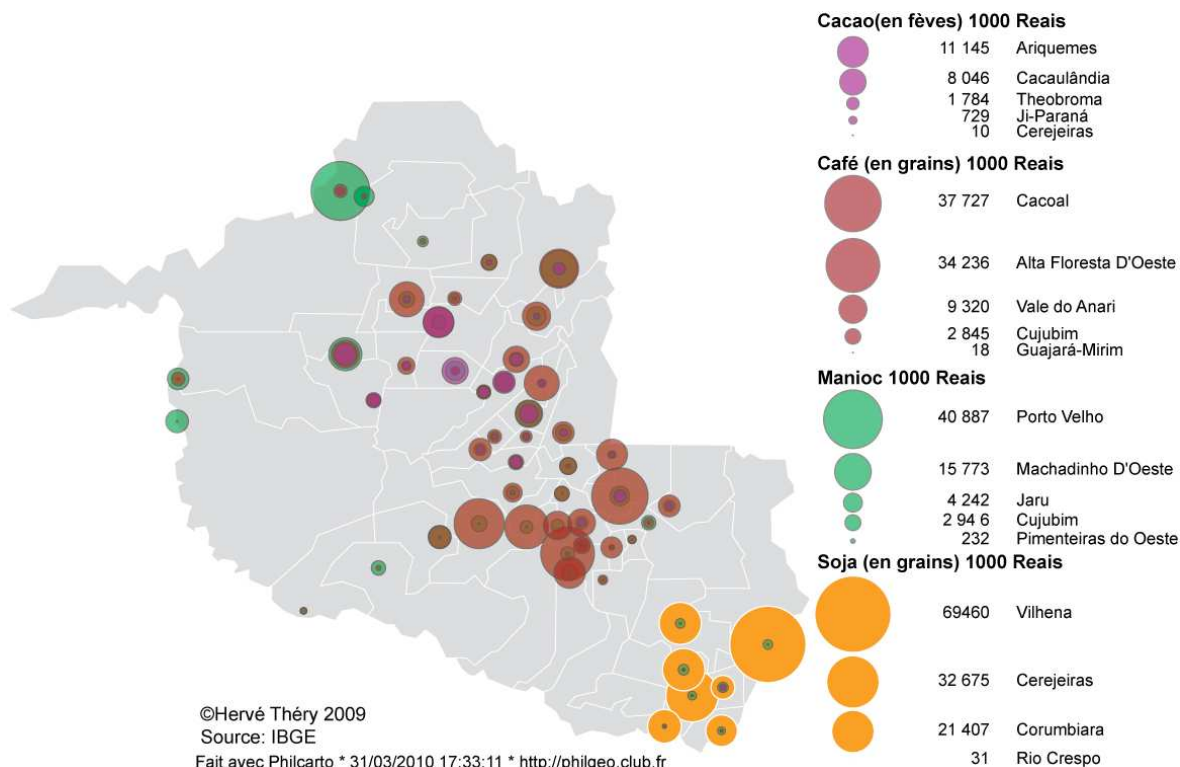 Cacao(en fèves) 1000 Reais
11 145 Ariquemes
8 046 Cacaulândia
1 784 Theobroma
729 Ji-Paraná
10 Cerejeiras
Café (en grains) 1000 Reais
37 727 Cacoal
34 236 Alta Floresta D'Oeste
9 320 Vale do Anari
2 845 Cujubim
18 Guajará-Mirim
Manioc 1000 Reais
40 887 Porto Velho
15 773 Machadinho D'Oeste
4 242 Jaru
2 94 6 Cujubim
232 Pimenteiras do Oeste
Soja (en grains) 1000 Reais
69460 Vilhena
32 675 Cerejeiras
21 407 Corumbiara
31 Rio Crespo
©Hervé Théry 2009
Source: IBGE
Fait avec Philcarto * 31/03/2010 17:33:11 * http://philgeo.club.fr